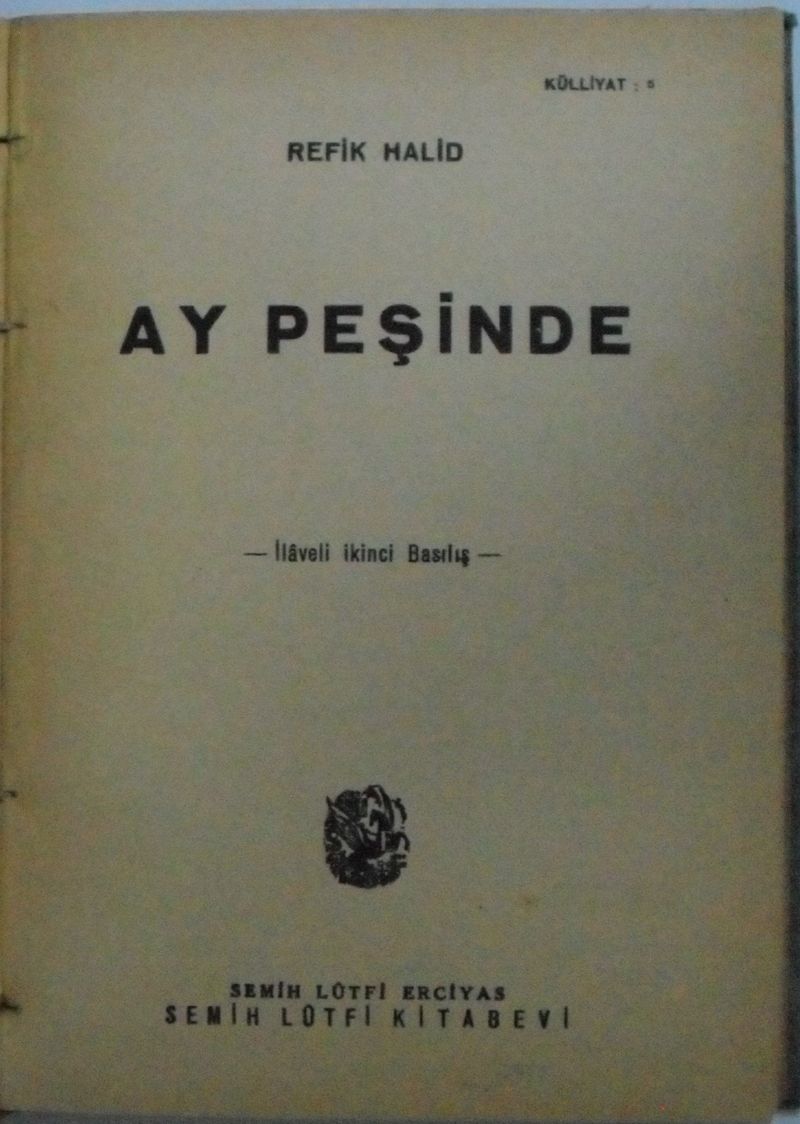 KÜLLİYAT : 5
REFİK HALİD
AY PEŞİNDE
— İlâveli ikinci Basılış —
SEMİH LÛTFİ ERCİYAS
SEMİH LÛTFİ KİTABEVİ